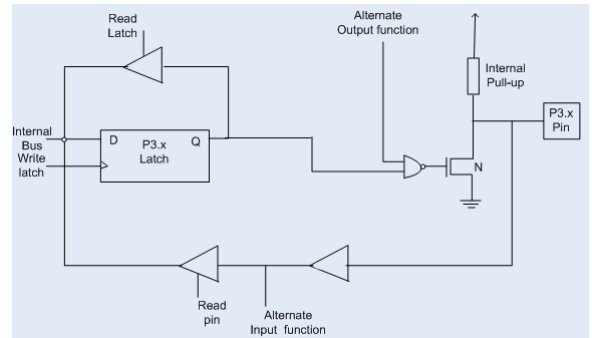 Read
Latch
Alternate
Output function
Internal
Pull-up
P3.x
Pin
Internal
Bus
Write
latch
D
P3.x
Latch
Q
N
Read
pin
Alternate
Input function